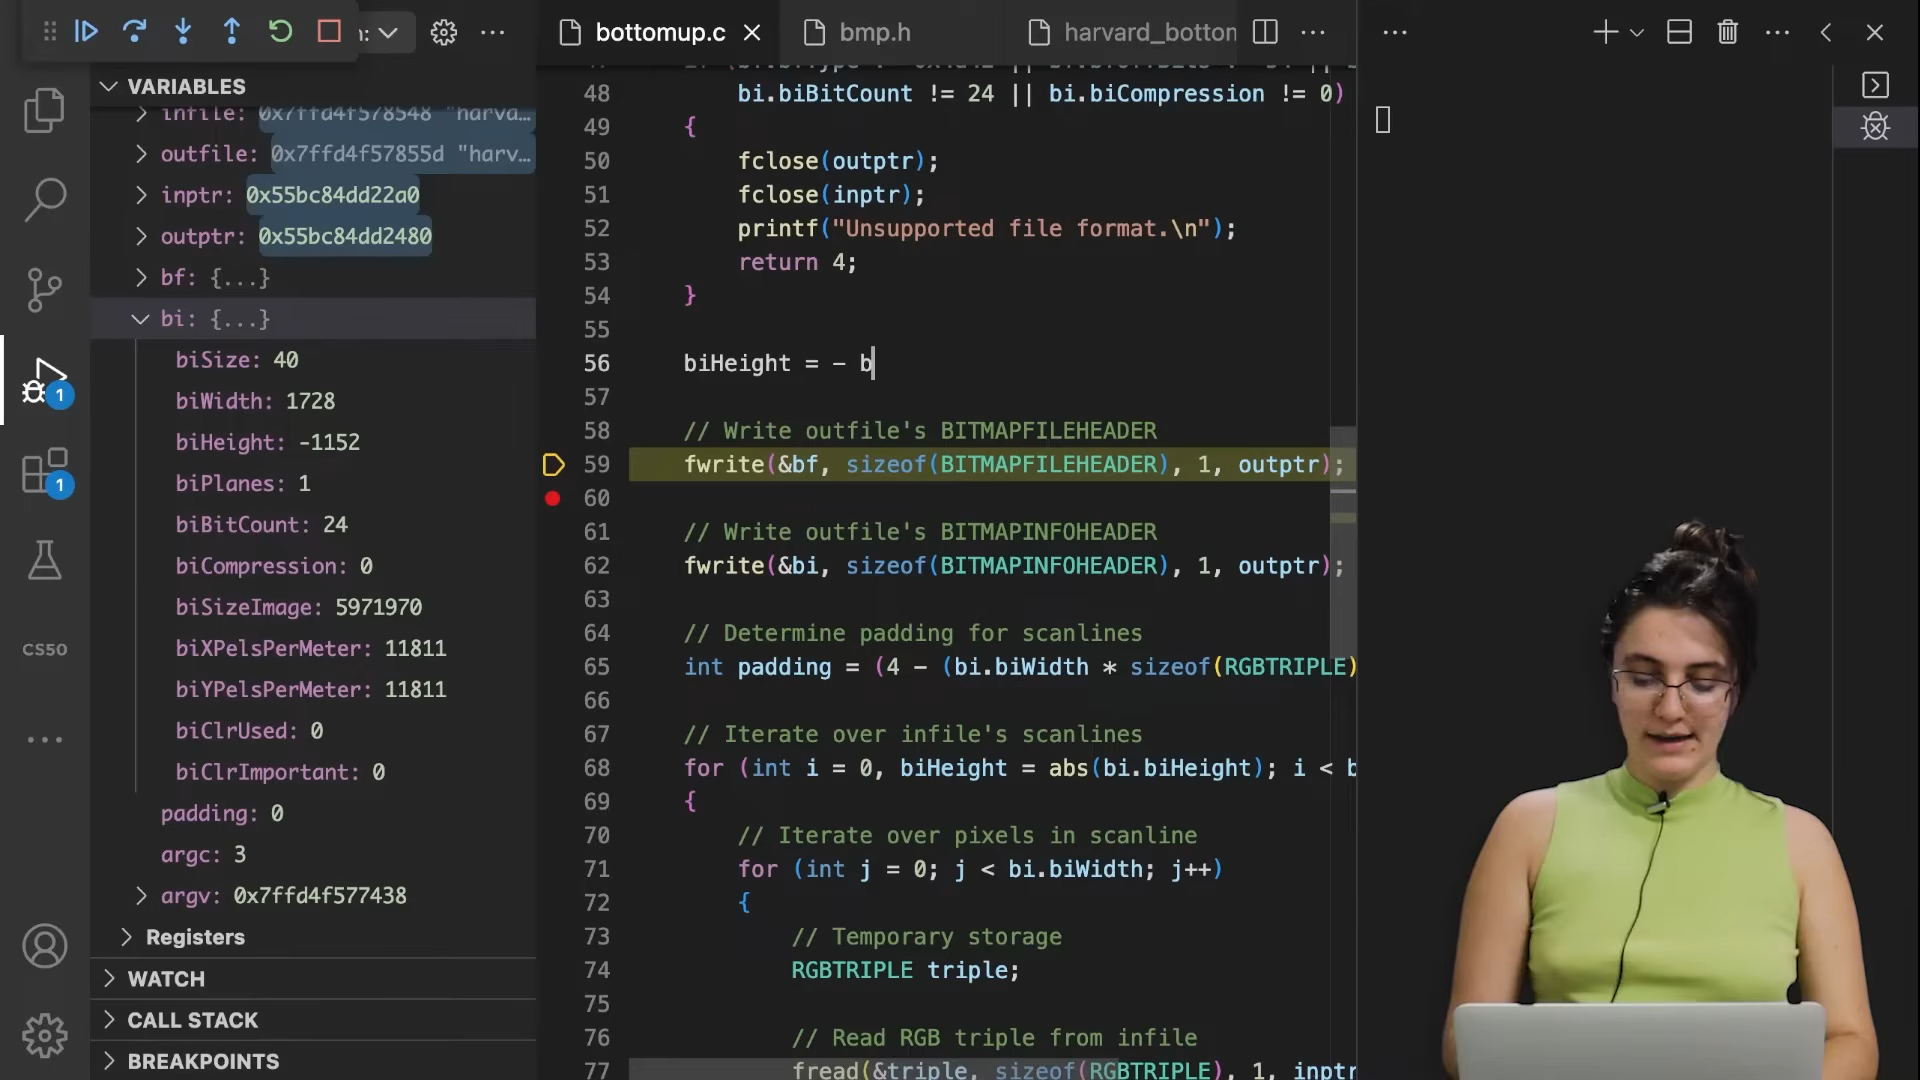 bottomup.c
bmp.h
harvard_botton
VARIABLES
infile: 0x7ffd4f578548 "harva…
outfile: 0x7ffd4f57855d "harv…
inptr: 0x55bc84dd22a0
outptr: 0x55bc84dd2480
bf: {...}
bi: {...}
biSize: 40
biWidth: 1728
biHeight: -1152
biPlanes: 1
biBitCount: 24
biCompression: 0
biSizeImage: 5971970
biXPelsPerMeter: 11811
biYPelsPerMeter: 11811
biClrUsed: 0
biClrImportant: 0
padding: 0
argc: 3
argv: 0x7ffd4f577438
Registers
WATCH
CALL STACK
BREAKPOINTS
1
1
CS50
48 bi.biBitCount != 24 || bi.biCompression != 0)
49 {
50 fclose(outptr);
51 fclose(inptr);
52 printf("Unsupported file format.\n");
53 return 4;
54 }
55
56 biHeight = - b
57
58 // Write outfile's BITMAPFILEHEADER
59 fwrite(&bf, sizeof(BITMAPFILEHEADER), 1, outptr);
60
61 // Write outfile's BITMAPINFOHEADER
62 fwrite(&bi, sizeof(BITMAPINFOHEADER), 1, outptr);
63
64 // Determine padding for scanlines
65 int padding = (4 - (bi.biWidth * sizeof(RGBTRIPLE)
66
67 // Iterate over infile's scanlines
68 for (int i = 0, biHeight = abs(bi.biHeight); i < b
69 {
70 // Iterate over pixels in scanline
71 for (int j = 0; j < bi.biWidth; j++)
72 {
73 // Temporary storage
74 RGBTRIPLE triple;
75
76 // Read RGB triple from infile
77 fread(&triple, sizeof(RGBTRIPLE), 1, inptr